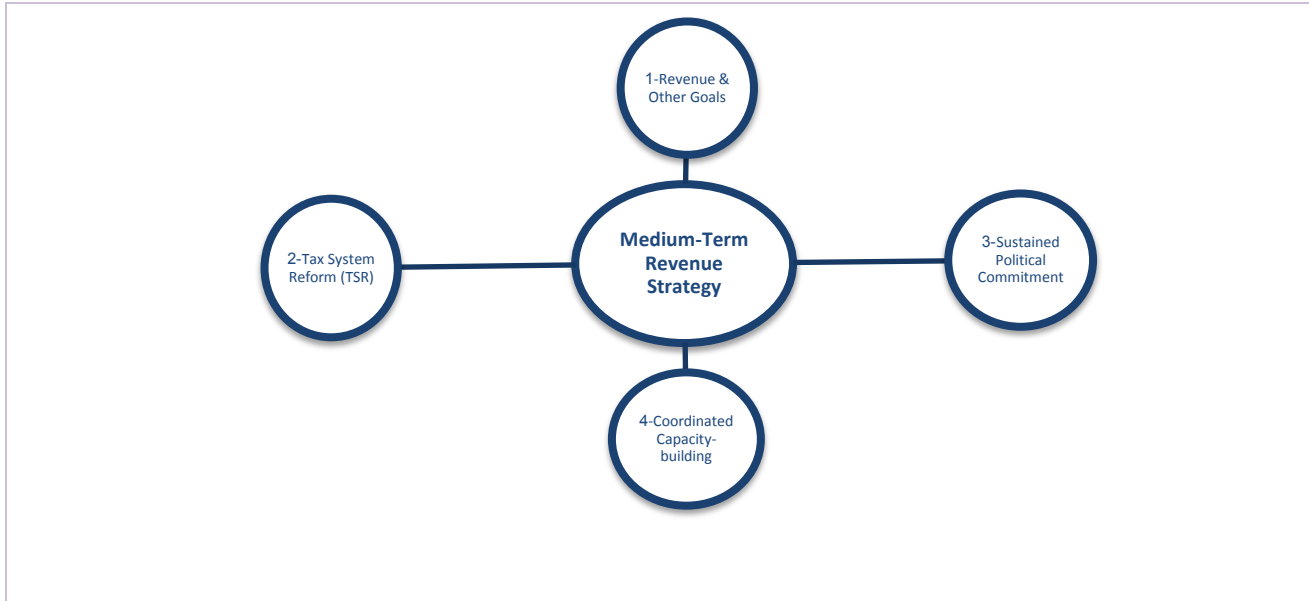 1-Revenue &
Other Goals
2-Tax System
Reform (TSR)
Medium-Term
Revenue
Strategy
3-Sustained
Political
Commitment
4-Coordinated
Capacity-
building